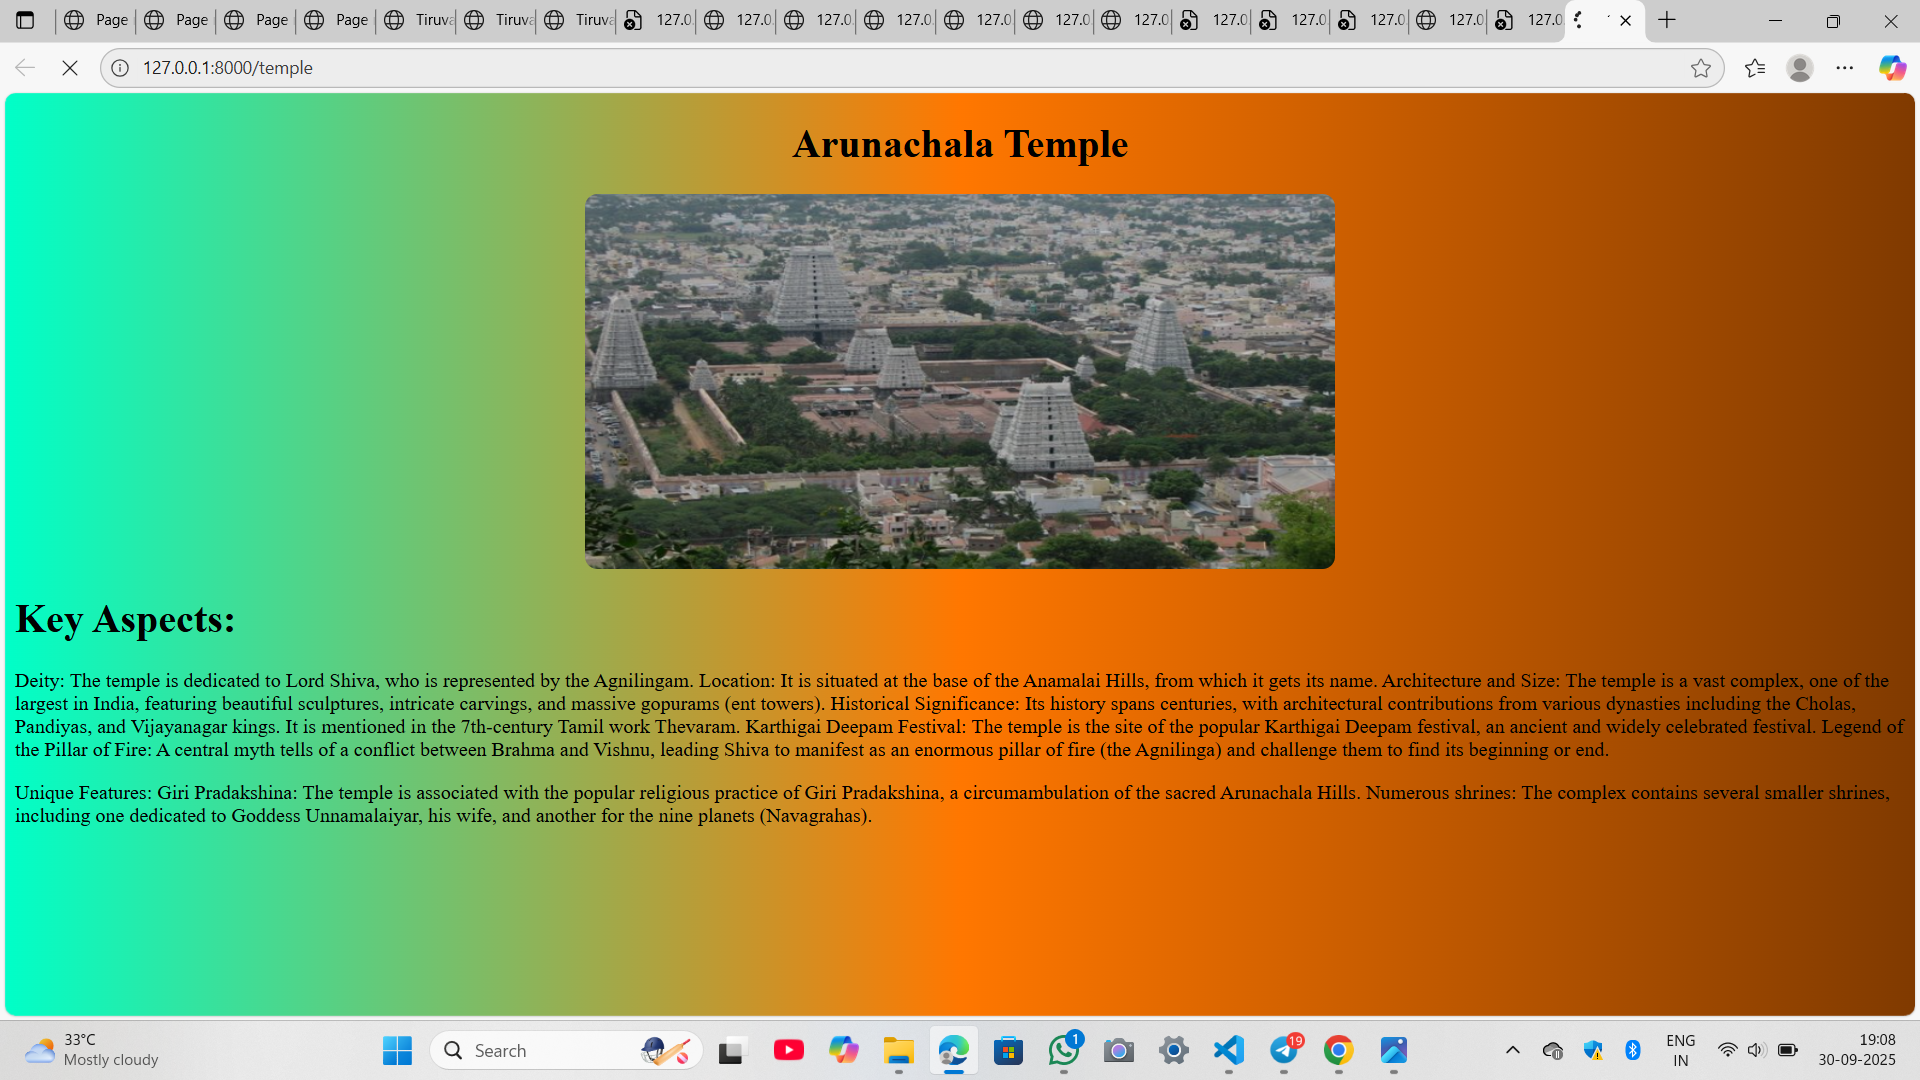 Page
Page
Page
Page
Tiruva
Tiruva
Tiruva
127.0.
127.0.
127.0.
127.0.
127.0
127.0
127.0
127.0
127.0
127.0
127.0
127.0
127.0.0.1:8000/temple
Arunachala Temple
Key Aspects:
Deity: The temple is dedicated to Lord Shiva, who is represented by the Agnilingam. Location: It is situated at the base of the Anamalai Hills, from which it gets its name. Architecture and Size: The temple is a vast complex, one of the
largest in India, featuring beautiful sculptures, intricate carvings, and massive gopurams (ent towers). Historical Significance: Its history spans centuries, with architectural contributions from various dynasties including the Cholas,
Pandiyas, and Vijayanagar kings. It is mentioned in the 7th-century Tamil work Thevaram. Karthigai Deepam Festival: The temple is the site of the popular Karthigai Deepam festival, an ancient and widely celebrated festival. Legend of
the Pillar of Fire: A central myth tells of a conflict between Brahma and Vishnu, leading Shiva to manifest as an enormous pillar of fire (the Agnilinga) and challenge them to find its beginning or end.
Unique Features: Giri Pradakshina: The temple is associated with the popular religious practice of Giri Pradakshina, a circumambulation of the sacred Arunachala Hills. Numerous shrines: The complex contains several smaller shrines,
including one dedicated to Goddess Unnamalaiyar, his wife, and another for the nine planets (Navagrahas).
33°C
Mostly cloudy
Search
1
19
ENG
IN
19:08
30-09-2025